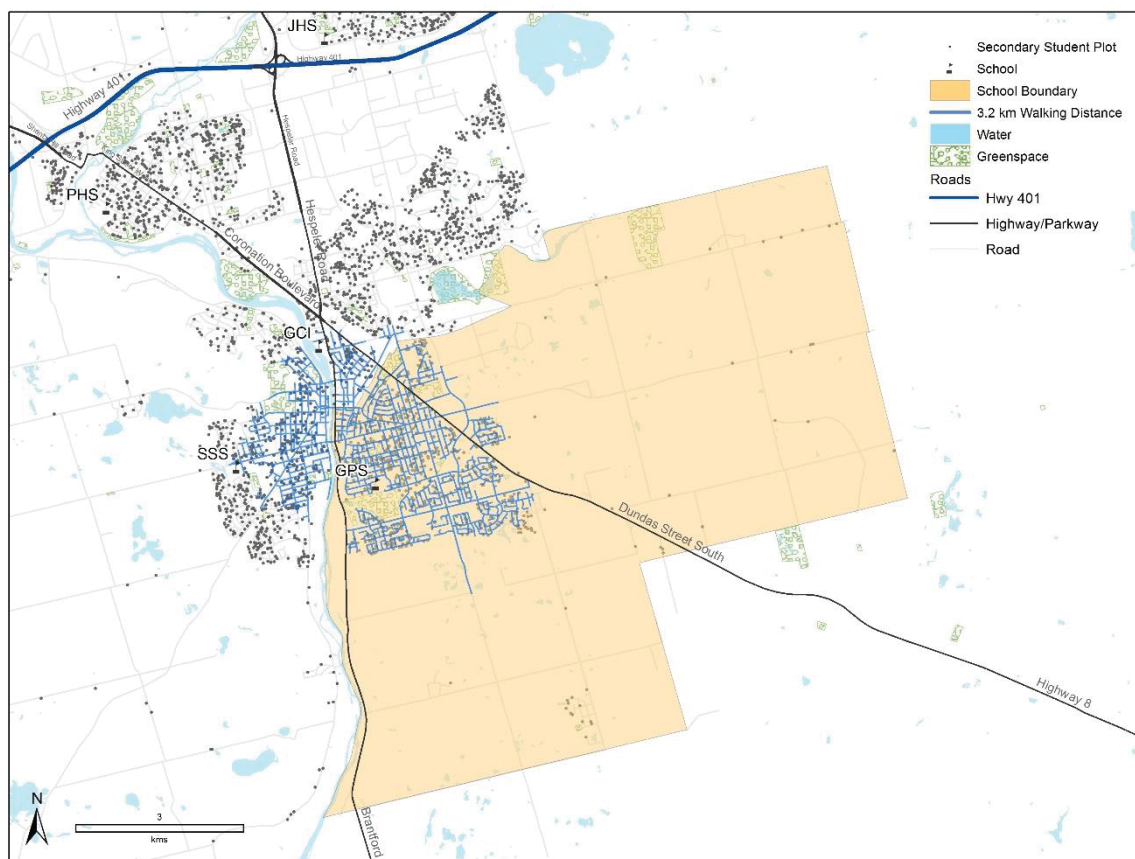 JHS
Highway 401
Highway 401
Hespeler Road
PHS
Hespeler Road
Coronation Boulevard
GCI
SSS
GPS
Dundas Street South
Highway 8
Brantford
Secondary Student Plot
School
School Boundary
3.2 km Walking Distance
Water
Greenspace
Roads
Hwy 401
Highway/Parkway
Road
N
3
kms